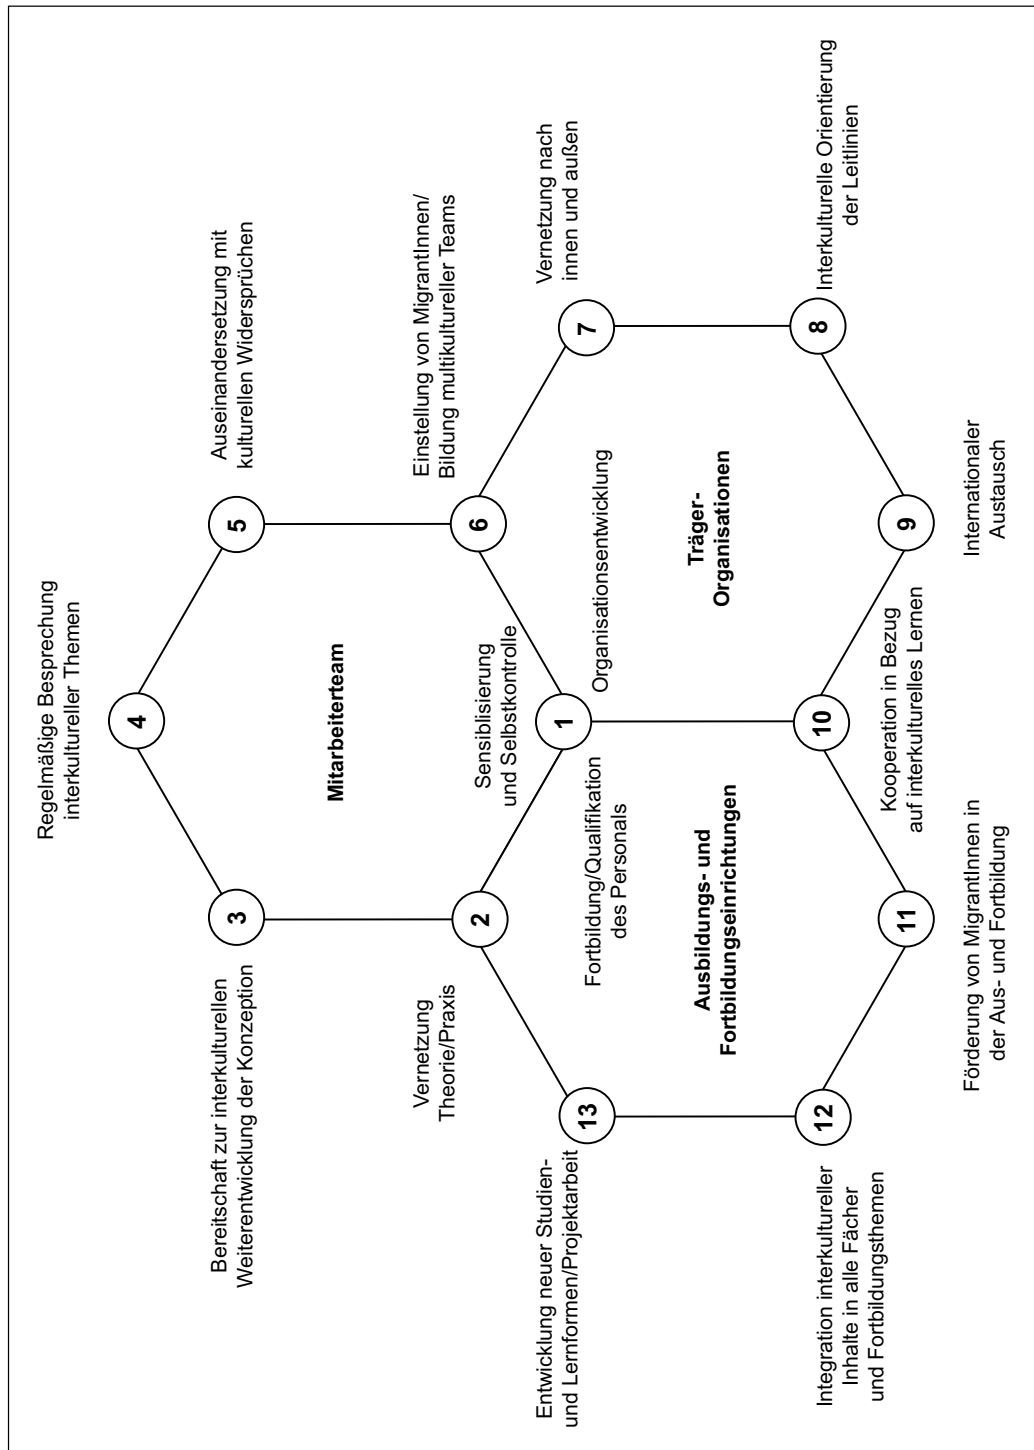 Regelmäßige Besprechung
interkultureller Themen
4
Bereitschaft zur interkulturellen
Weiterentwicklung der Konzeption
3
5
Auseinandersetzung mit
kulturellen Widersprüchen
Mitarbeiterteam
Vernetzung
Theorie/Praxis
2
Sensiblisierung
und Selbstkontrolle
6
Einstellung von MigrantInnen/
Bildung multikultureller Teams
1
Entwicklung neuer Studien-
und Lernformen/Projektarbeit
13
Fortbildung/Qualifikation
des Personals
Organisationsentwicklung
7
Vernetzung nach
innen und außen
Ausbildungs- und
Fortbildungseinrichtungen
Träger-
Organisationen
Integration interkultureller
Inhalte in alle Fächer
und Fortbildungsthemen
12
10
8
Interkulturelle Orientierung
der Leitlinien
Kooperation in Bezug
auf interkulturelles Lernen
11
9
Förderung von MigrantInnen in
der Aus- und Fortbildung
Internationaler
Austausch